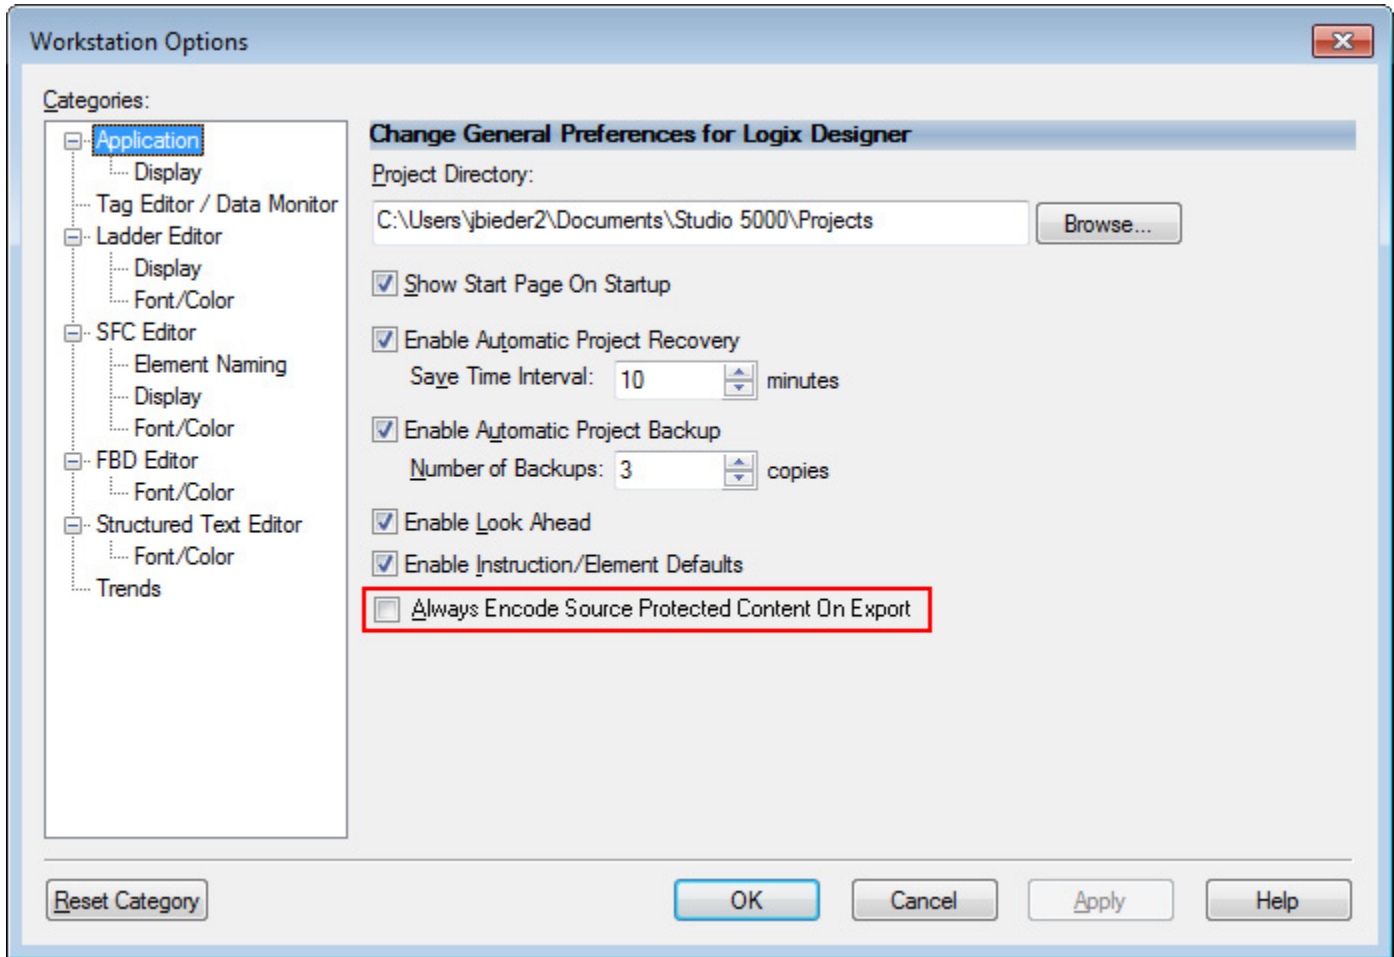 Workstation Options
Categories:
Application
Display
Tag Editor / Data Monitor
Ladder Editor
Display
Font/Color
SFC Editor
Element Naming
Display
Font/Color
FBD Editor
Font/Color
Structured Text Editor
Font/Color
Trends
Change General Preferences for Logix Designer
Project Directory:
C:\Users\jbieder2\Documents\Studio 5000\Projects
Browse...
Show Start Page On Startup
Enable Automatic Project Recovery
Save Time Interval: 10 minutes
Enable Automatic Project Backup
Number of Backups: 3 copies
Enable Look Ahead
Enable Instruction/Element Defaults
Always Encode Source Protected Content On Export
Reset Category
OK
Cancel
Apply
Help